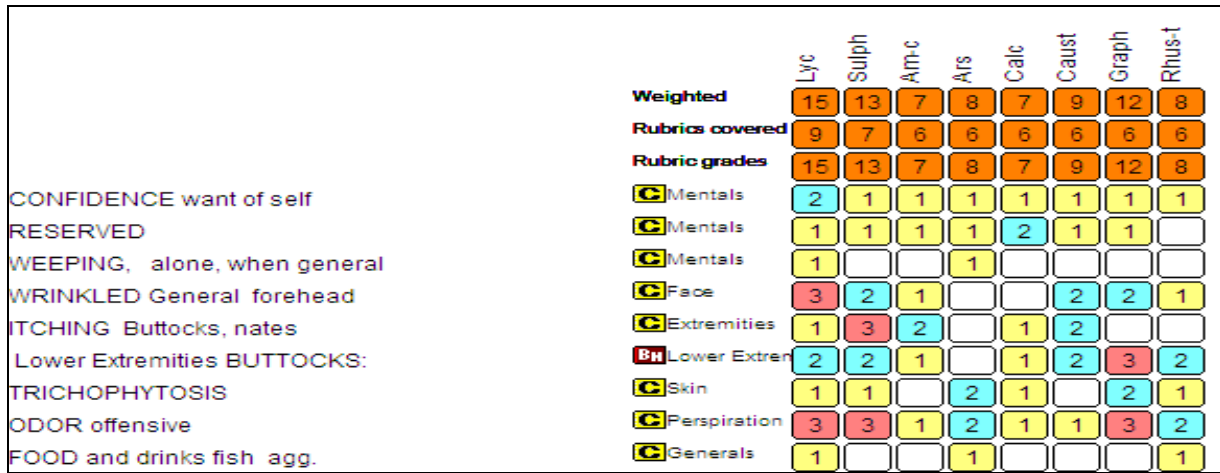 Lyc Sulph Am-c Ars Calc Caust Graph Rhus-t
Weighted 15 13 7 8 7 9 12 8
Rubrics covered 9 7 6 6 6 6 6 6
Rubric grades 15 13 7 8 7 9 12 8
CONFIDENCE want of self C Mentals 2 1 1 1 1 1 1 1
RESERVED C Mentals 1 1 1 1 2 1 1
WEEPING, alone, when general C Mentals 1 1
WRINKLED General forehead C Face 3 2 1 2 2 1
ITCHING Buttocks, nates C Extremities 1 3 2 1 2
Lower Extremities BUTTOCKS: BH Lower Extren 2 2 1 1 2 3 2
TRICHOPHYTOSIS C Skin 1 1 2 1 2 1
ODOR offensive C Perspiration 3 3 1 2 1 1 3 2
FOOD and drinks fish agg. C Generals 1 1 1